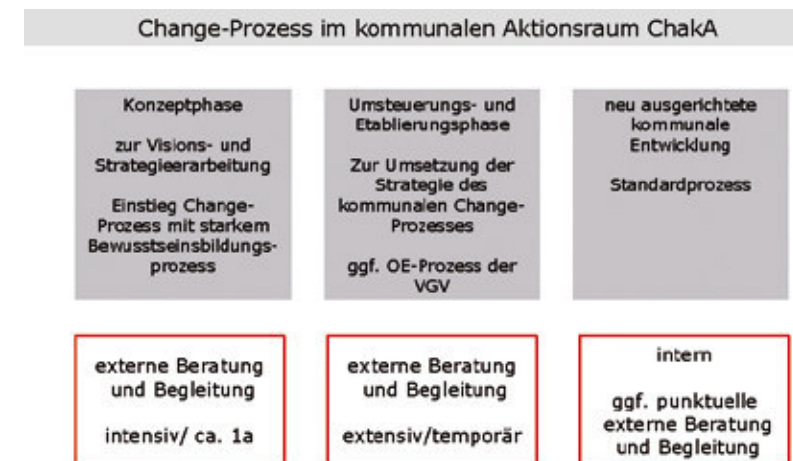 Change-Prozess im kommunalen Aktionsraum ChakA
Konzeptphase
zur Visions- und
Strategieerarbeitung
Einstieg Change-
Prozess mit starkem
Bewusstseinsbildungs-
prozess
Umsteuerungs- und
Etablierungsphase
Zur Umsetzung der
Strategie des
kommunalen Change-
Prozesses
ggf. OE-Prozess der
VGV
neu ausgerichtete
kommunale
Entwicklung
Standardprozess
externe Beratung
und Begleitung
intensiv/ ca. 1a
externe Beratung
und Begleitung
extensiv/temporär
intern
ggf. punktuelle
externe Beratung
und Begleitung